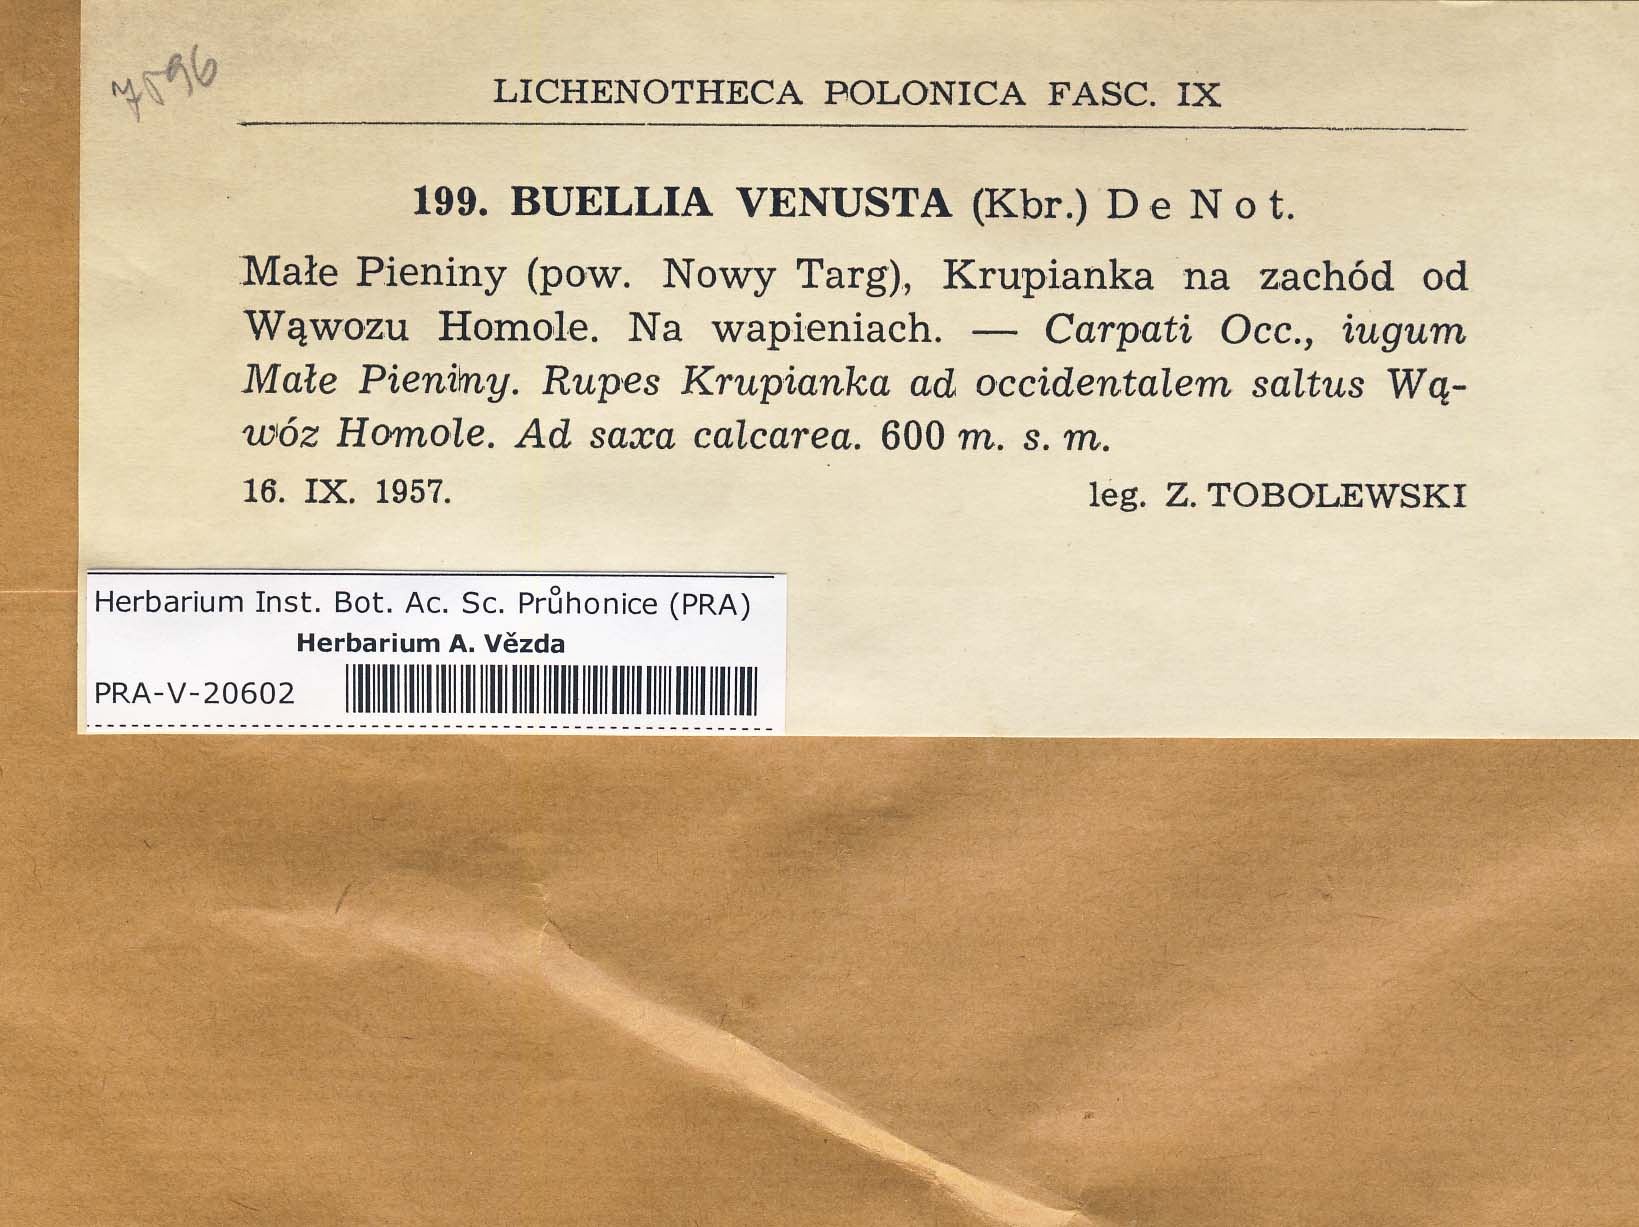 7596
LICHENOTHECA POLONICA FASC. IX
199. BUELLIA VENUSTA (Kbr.) De Not.
Małe Pieniny (pow. Nowy Targ), Krupianka na zachód od
Wąwozu Homole. Na wapieniach. — Carpati Occ., iugum
Małe Pieniny. Rupes Krupianka ad occidentalem saltus Wą-
wóz Homole. Ad saxa calcarea. 600 m. s. m.
16. IX. 1957. leg. Z. TOBOLEWSKI
Herbarium Inst. Bot. Ac. Sc. Průhonice (PRA)
Herbarium A. Vězda
PRA-V-20602